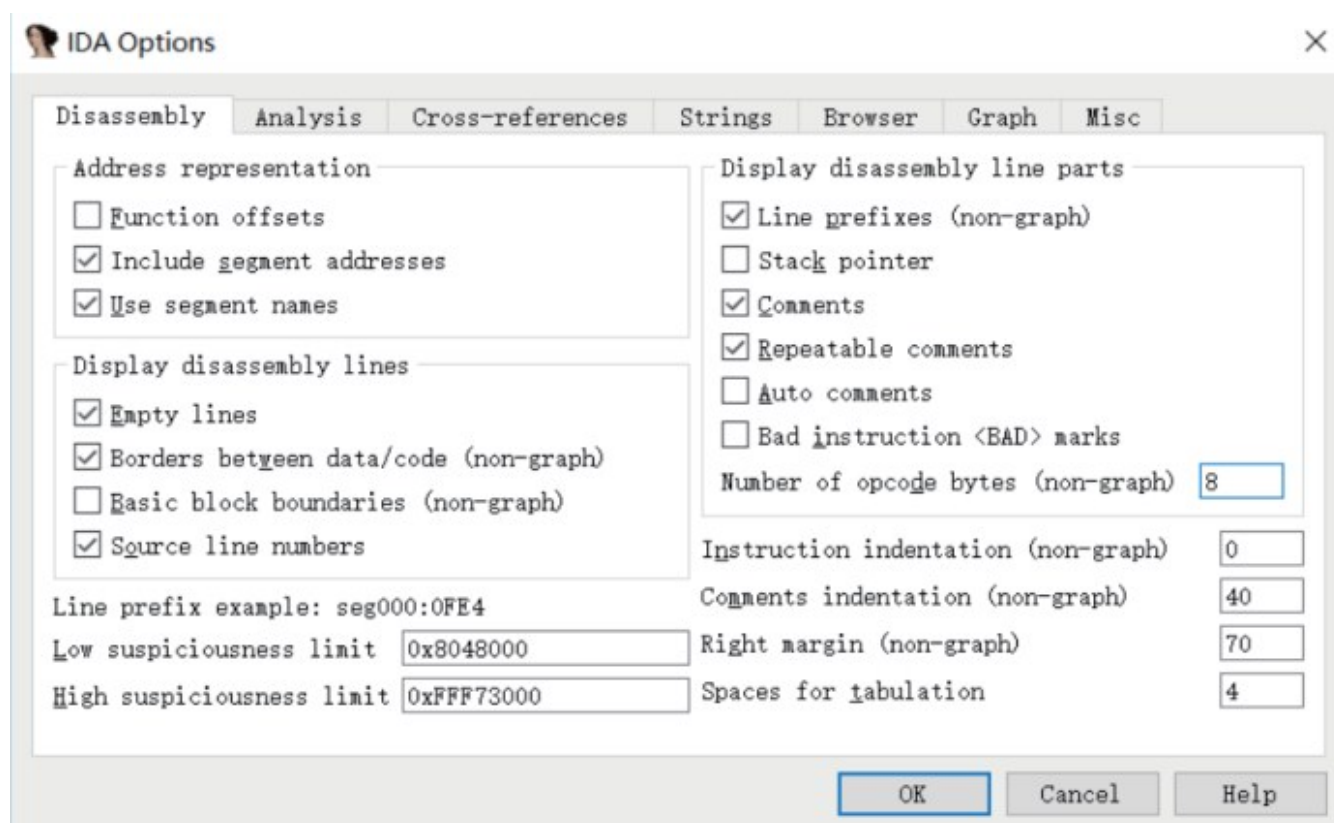 IDA Options
Disassembly Analysis Cross-references Strings Browser Graph Misc
Address representation
Function offsets
Include segment addresses
Use segment names
Display disassembly lines
Empty lines
Borders between data/code (non-graph)
Basic block boundaries (non-graph)
Source line numbers
Line prefix example: seg000:0FE4
Low suspiciousness limit 0x8048000
High suspiciousness limit 0xFFF73000
Display disassembly line parts
Line prefixes (non-graph)
Stack pointer
Comments
Repeatable comments
Auto comments
Bad instruction <BAD> marks
Number of opcode bytes (non-graph) 8
Instruction indentation (non-graph) 0
Comments indentation (non-graph) 40
Right margin (non-graph) 70
Spaces for tabulation 4
OK Cancel Help